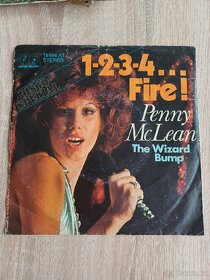 STEREO
1-2-3-4...
Fire!
Penny
McLean
The Wizard
Bump